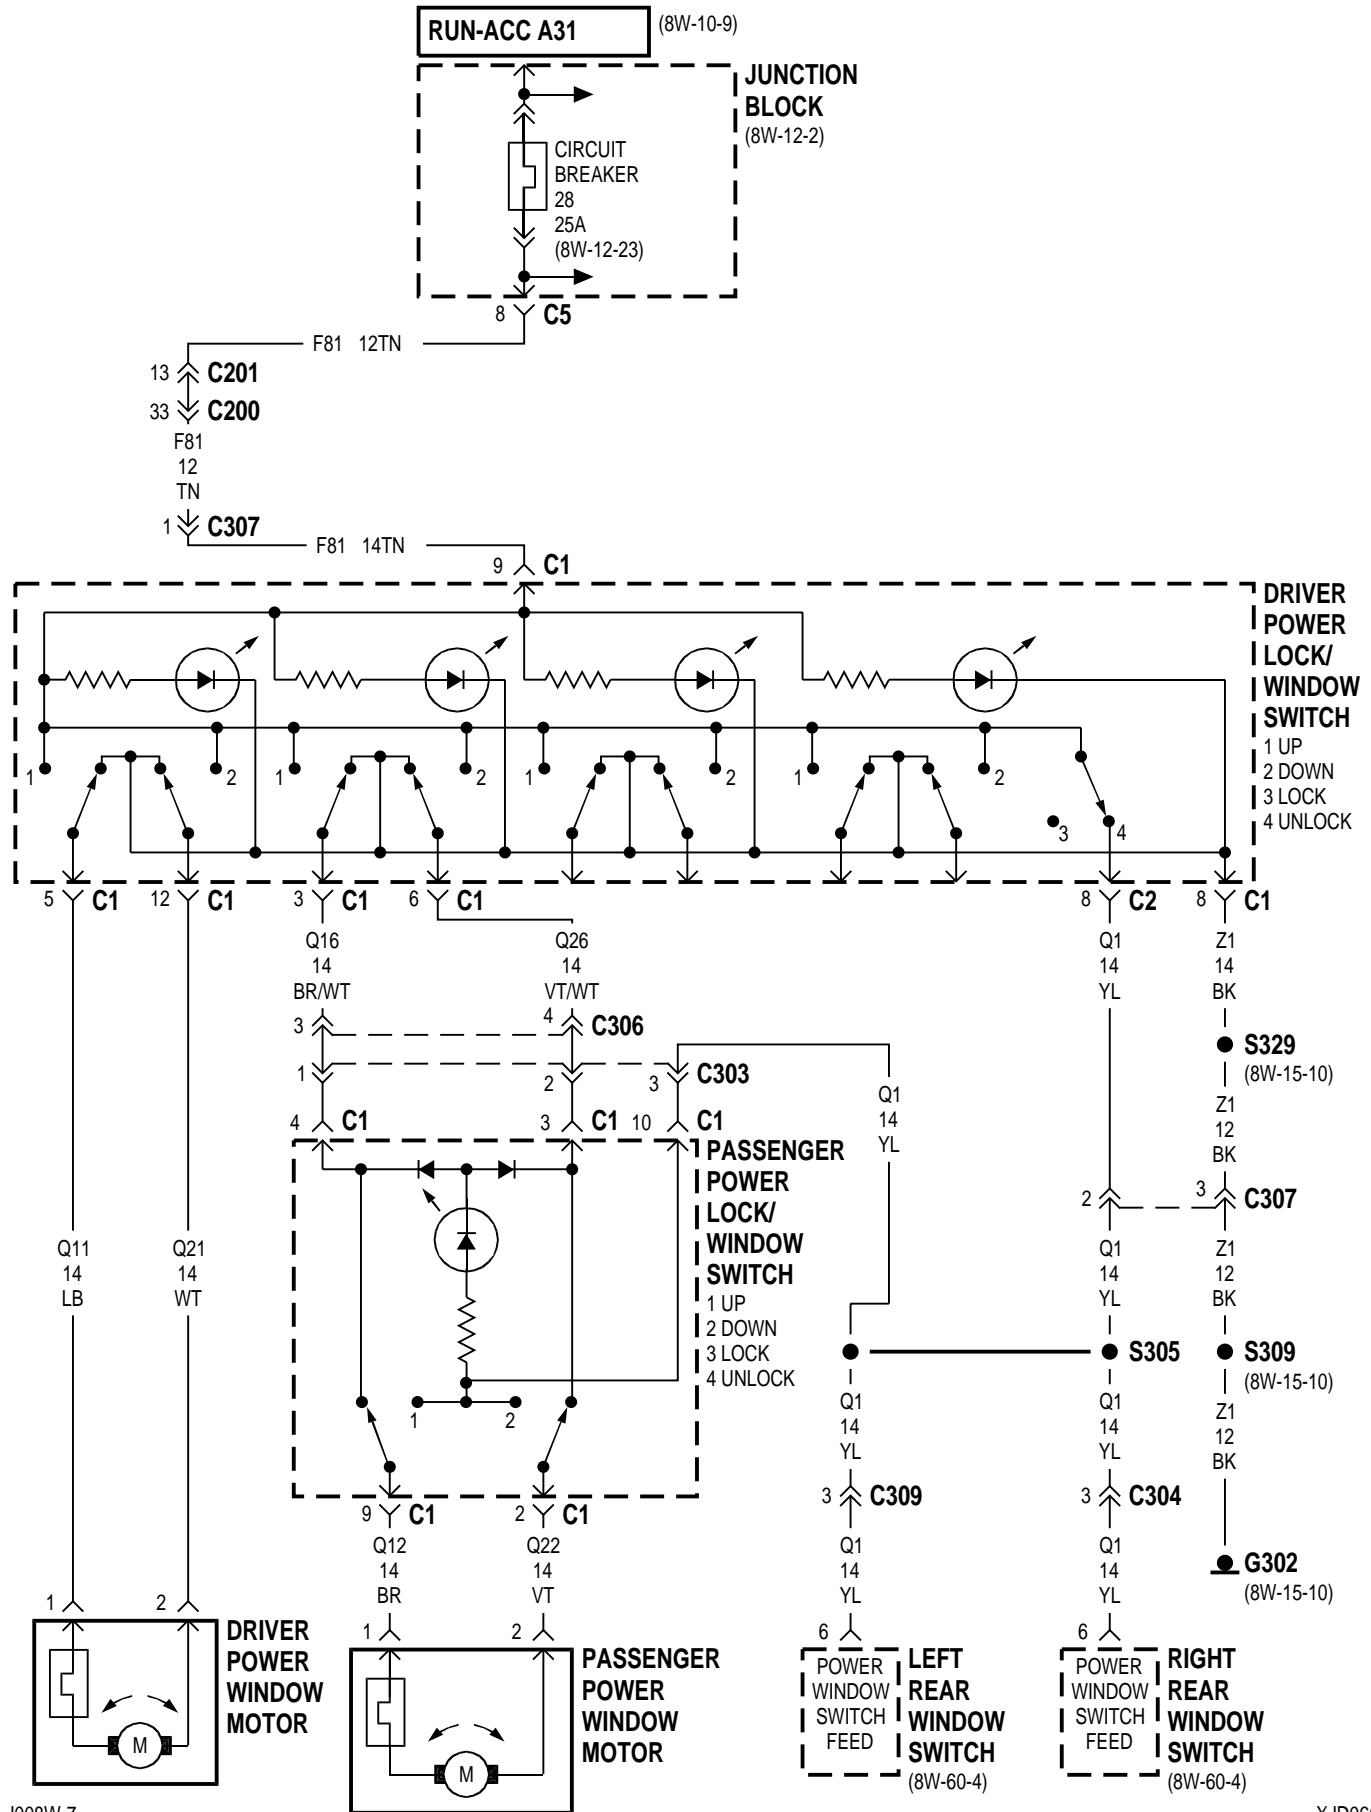 RUN-ACC A31
(8W-10-9)
JUNCTION
BLOCK
(8W-12-2)
CIRCUIT
BREAKER
28
25A
(8W-12-23)
8 C5
F81 12TN
13 C201
33 C200
F81
12
TN
1 C307
F81 14TN
9 C1
DRIVER
POWER
LOCK/
WINDOW
SWITCH
1 UP
2 DOWN
3 LOCK
4 UNLOCK
1 2 1 2 1 2 1 2
3 4
5 C1 12 C1 3 C1 6 C1 8 C2 8 C1
Q16
14
BR/WT
Q26
14
VT/WT
Q1
14
YL
Z1
14
BK
3 4 C306
S329
(8W-15-10)
1 2 3 C303
Q1
14
YL
Z1
12
BK
4 C1 3 C1 10 C1
PASSENGER
POWER
LOCK/
WINDOW
SWITCH
1 UP
2 DOWN
3 LOCK
4 UNLOCK
1 2
2 3 C307
Q11
14
LB
Q21
14
WT
Q1
14
YL
Z1
12
BK
S305
S309
(8W-15-10)
Q1
14
YL
Q1
14
YL
Z1
12
BK
9 C1 2 C1
3 C309
3 C304
Q12
14
BR
Q22
14
VT
Q1
14
YL
Q1
14
YL
G302
(8W-15-10)
1 2
DRIVER
POWER
WINDOW
MOTOR
M
1 2
PASSENGER
POWER
WINDOW
MOTOR
M
6
POWER
WINDOW
SWITCH
FEED
LEFT
REAR
WINDOW
SWITCH
(8W-60-4)
6
POWER
WINDOW
SWITCH
FEED
RIGHT
REAR
WINDOW
SWITCH
(8W-60-4)